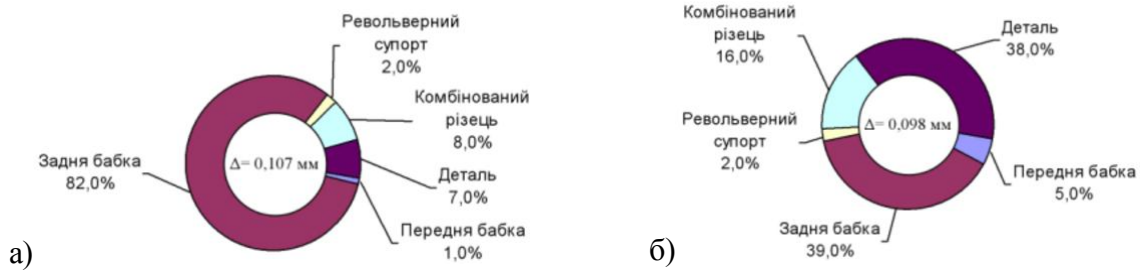 Револьверний
супорт
2,0%
Комбінований
різець
8,0%
Задня бабка
82,0%
Δ= 0,107 мм
Деталь
7,0%
Передня бабка
1,0%
а)
Комбінований
різець
16,0%
Деталь
38,0%
Револьверний
супорт
2,0%
Δ= 0,098 мм
Передня бабка
5,0%
Задня бабка
39,0%
б)